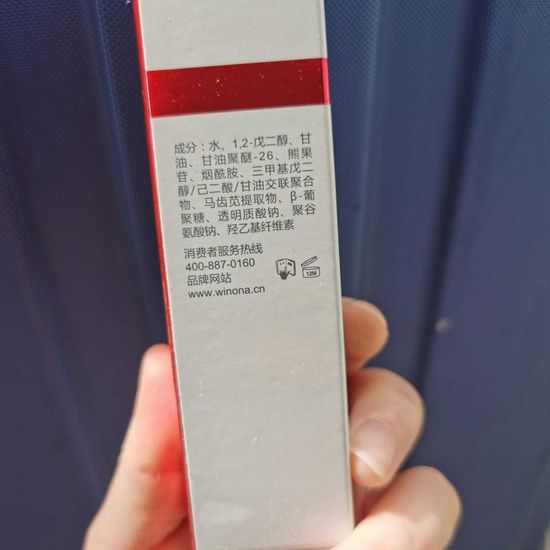 成分：水、1,2-戊二醇、甘
油、甘油聚醚-26、熊果
苷、烟酰胺、三甲基戊二
醇/己二酸/甘油交联聚合
物、马齿苋提取物、β-葡
聚糖、透明质酸钠、聚谷
氨酸钠、羟乙基纤维素
消费者服务热线
400-887-0160
品牌网站
www.winona.cn
12M